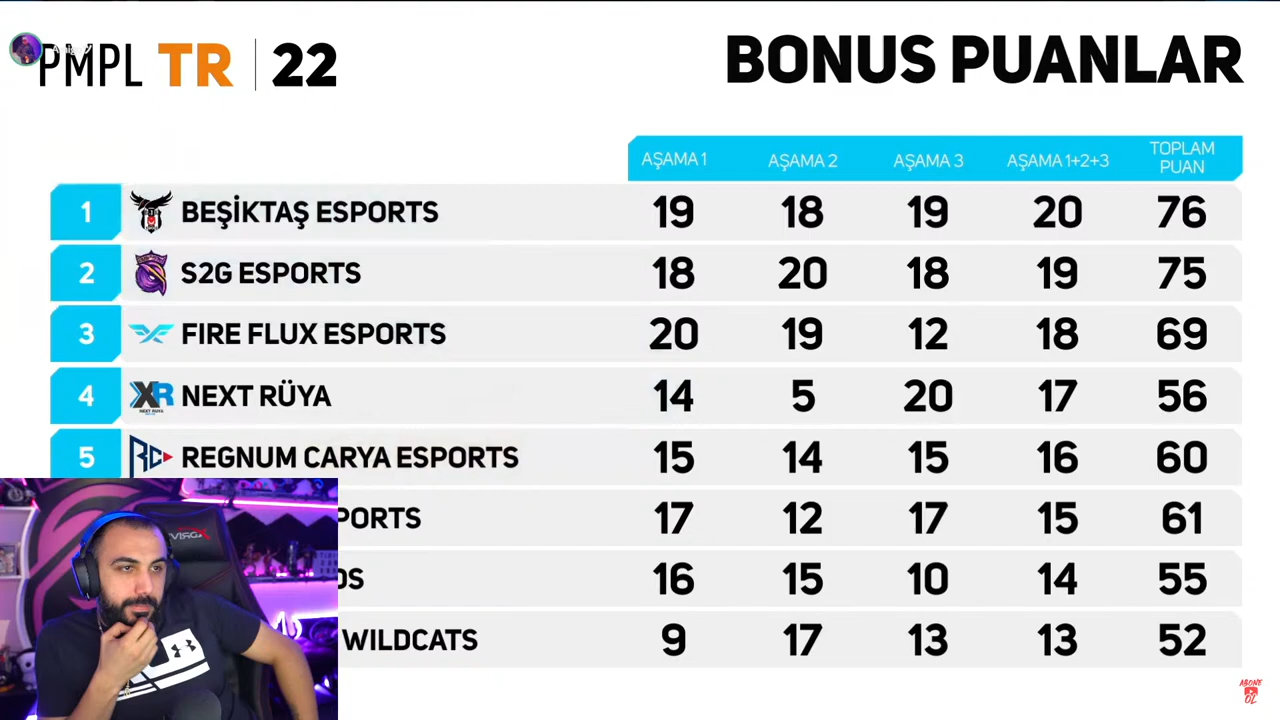 PMPL TR | 22
BONUS PUANLAR
AŞAMA 1 AŞAMA 2 AŞAMA 3 AŞAMA 1+2+3 TOPLAM PUAN
1 BEŞİKTAŞ ESPORTS 19 18 19 20 76
2 S2G ESPORTS 18 20 18 19 75
3 FIRE FLUX ESPORTS 20 19 12 18 69
4 NEXT RÜYA 14 5 20 17 56
5 REGNUM CARYA ESPORTS 15 14 15 16 60
PORTS 17 12 17 15 61
OS 16 15 10 14 55
WILDCATS 9 17 13 13 52
ABONE
OL